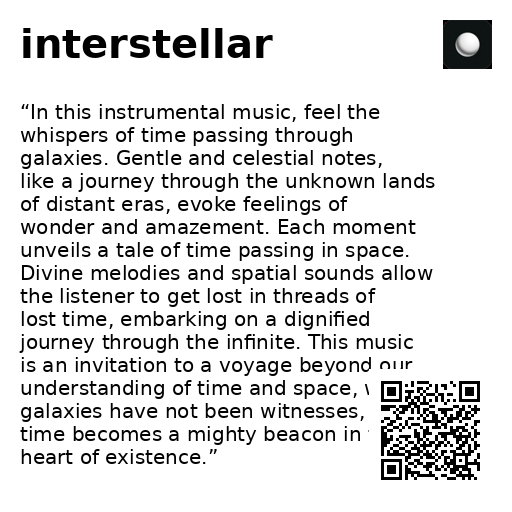 interstellar
“In this instrumental music, feel the
whispers of time passing through
galaxies. Gentle and celestial notes,
like a journey through the unknown lands
of distant eras, evoke feelings of
wonder and amazement. Each moment
unveils a tale of time passing in space.
Divine melodies and spatial sounds allow
the listener to get lost in threads of
lost time, embarking on a dignified
journey through the infinite. This music
is an invitation to a voyage beyond our
understanding of time and space,
galaxies have not been witnesses,
time becomes a mighty beacon in
heart of existence.”